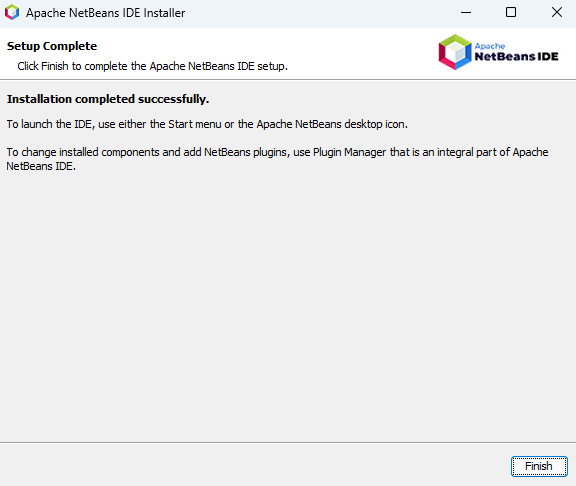 Apache NetBeans IDE Installer
Setup Complete
Click Finish to complete the Apache NetBeans IDE setup.
Apache
NetBeans IDE
Installation completed successfully.
To launch the IDE, use either the Start menu or the Apache NetBeans desktop icon.
To change installed components and add NetBeans plugins, use Plugin Manager that is an integral part of Apache
NetBeans IDE.
Finish